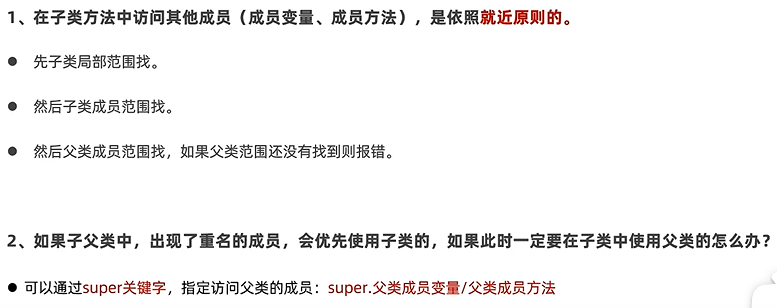 1、在子类方法中访问其他成员（成员变量、成员方法），是依照就近原则的。
● 先子类局部范围找。
● 然后子类成员范围找。
● 然后父类成员范围找，如果父类范围还没有找到则报错。
2、如果子父类中，出现了重名的成员，会优先使用子类的，如果此时一定要在子类中使用父类的怎么办？
● 可以通过super关键字，指定访问父类的成员：super.父类成员变量/父类成员方法